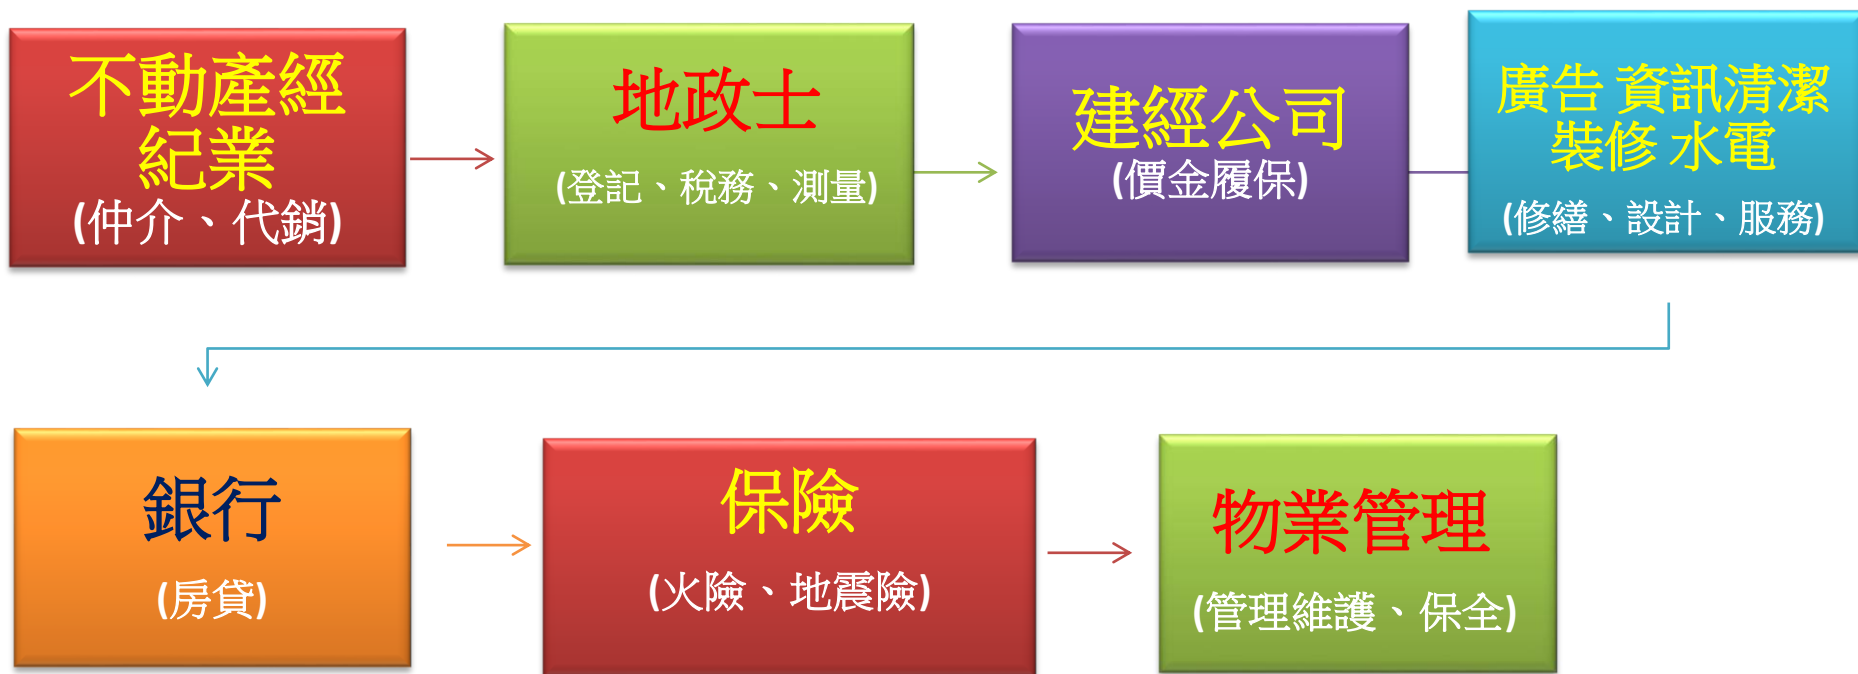 不動產經
紀業
(仲介、代銷)
地政士
(登記、稅務、測量)
建經公司
(價金履保)
廣告 資訊清潔
裝修 水電
(修繕、設計、服務)
銀行
(房貸)
保險
(火險、地震險)
物業管理
(管理維護、保全)